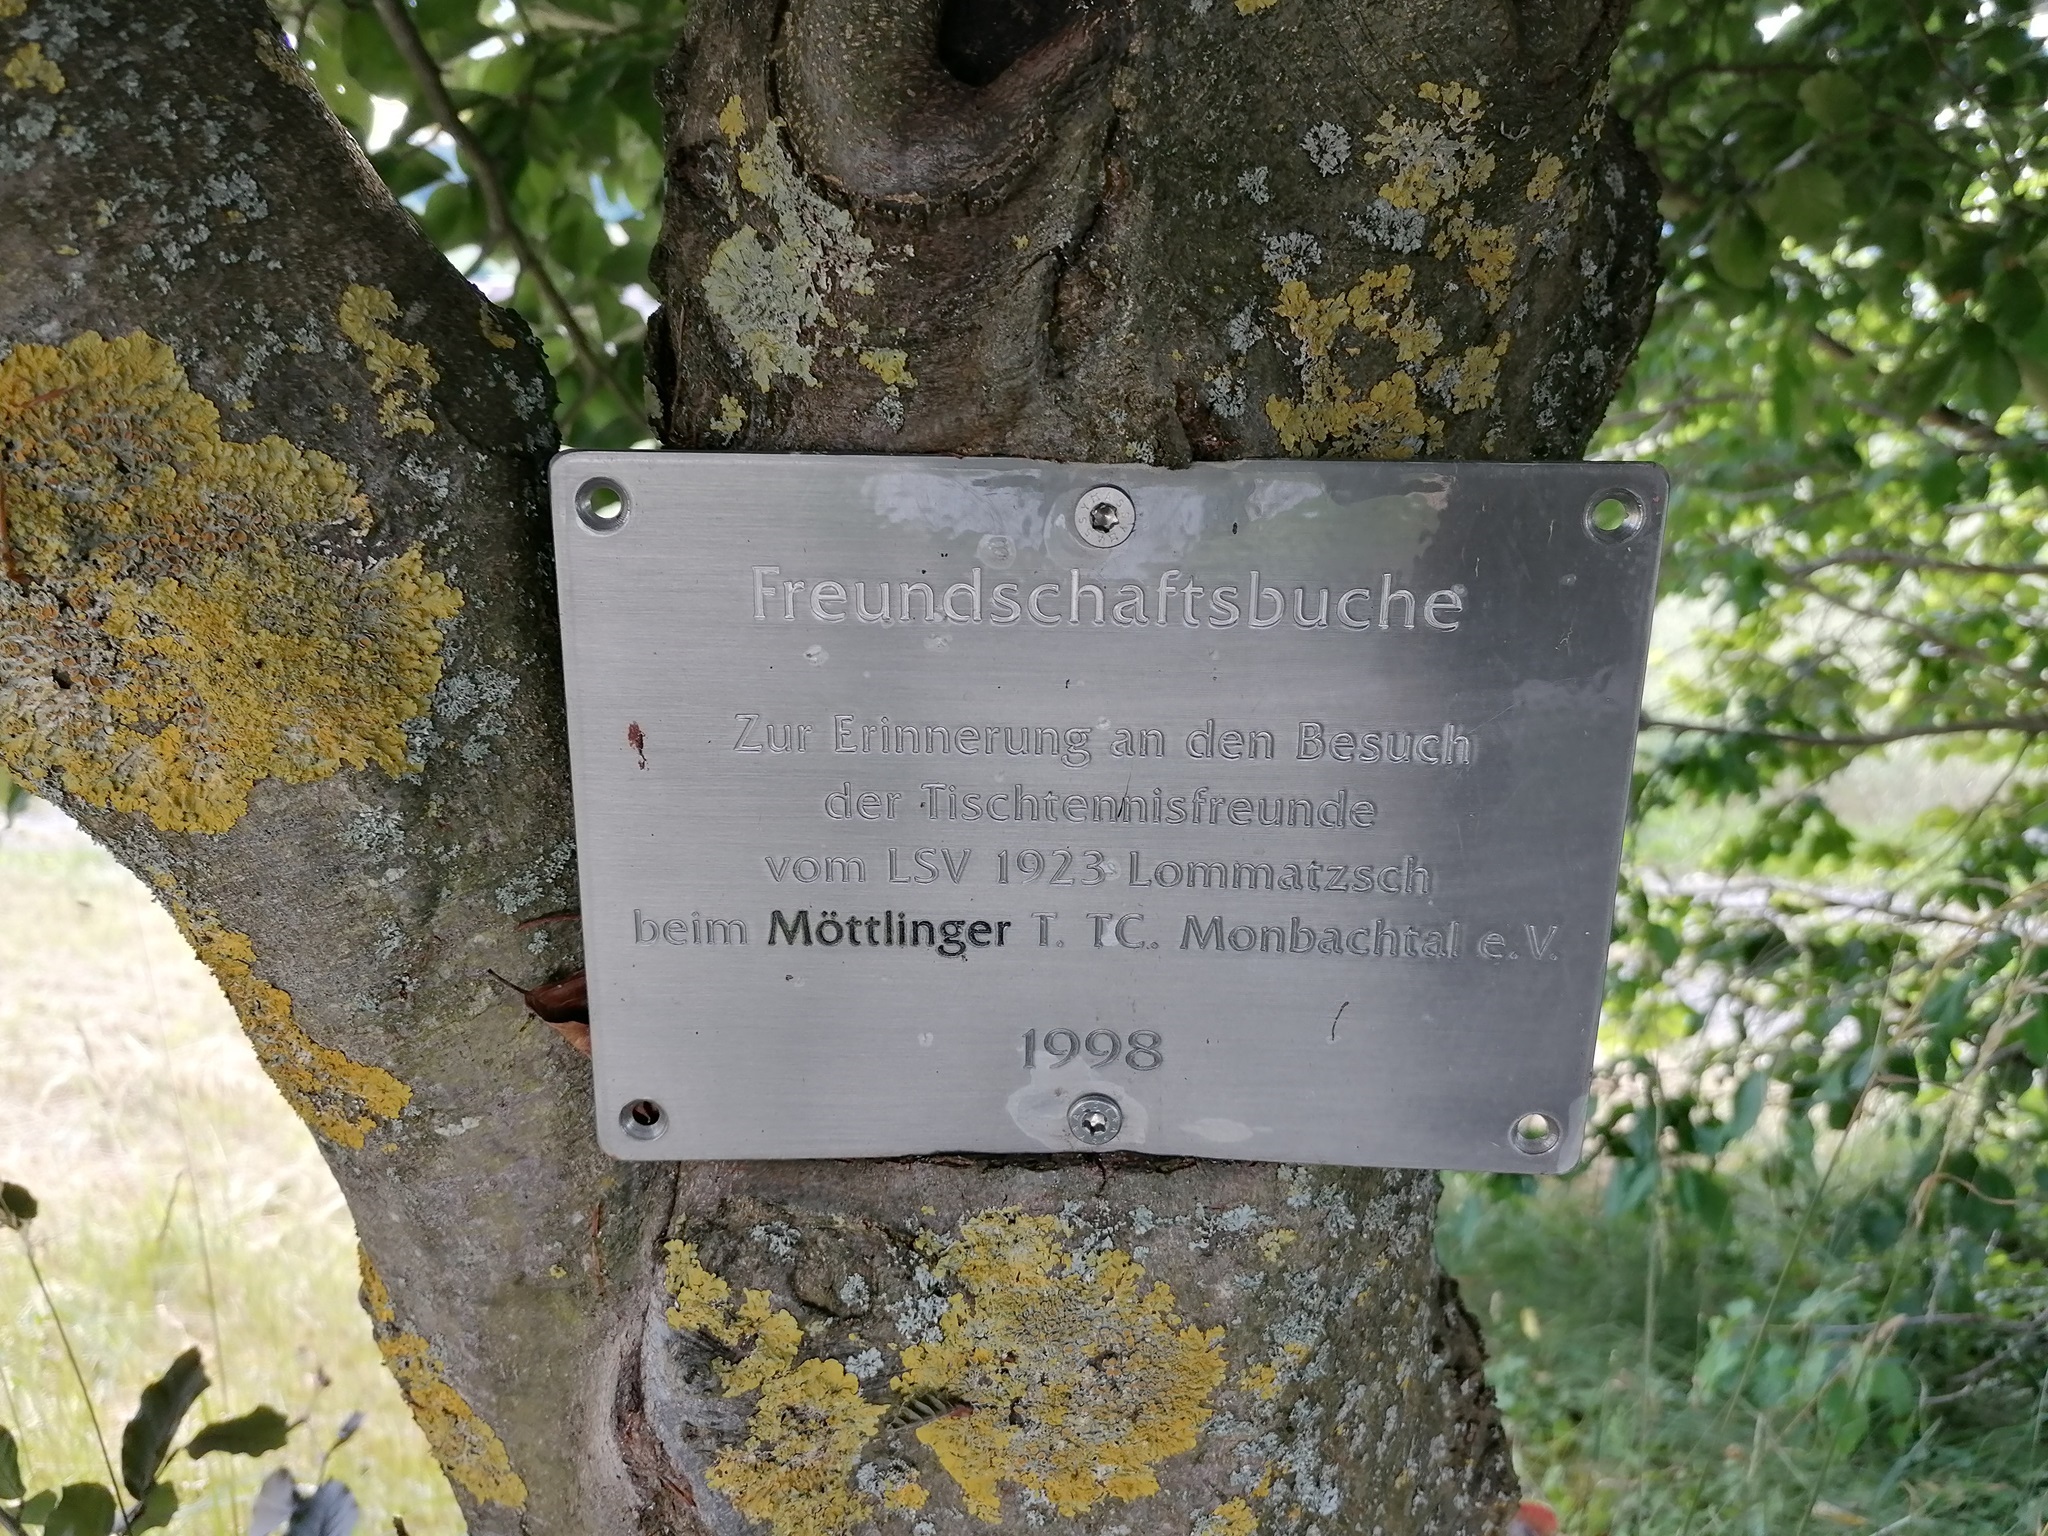 Freundschaftsbuche
Zur Erinnerung an den Besuch
der Tischtennisfreunde
vom LSV 1923 Lommatzsch
beim Möttlinger T. TC. Monbachtal e.V.
1998